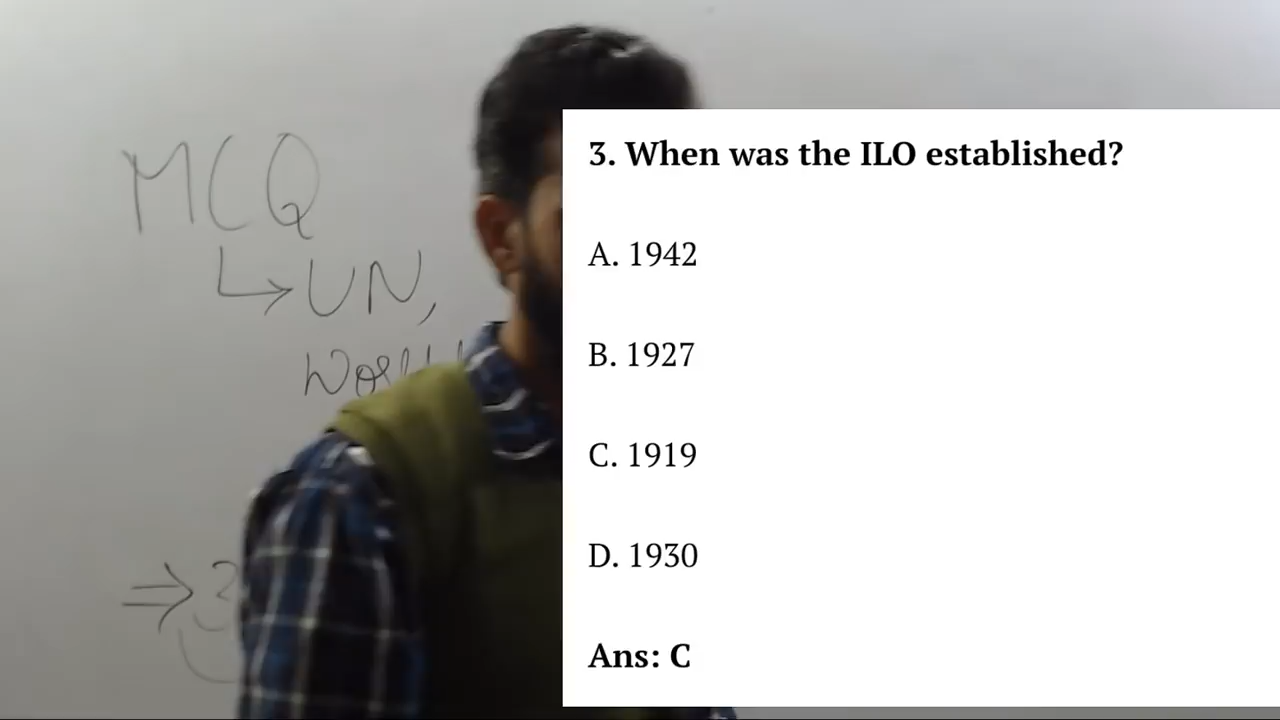 MCQ
↳ UN,
3. When was the ILO established?
A. 1942
B. 1927
C. 1919
D. 1930
Ans: C